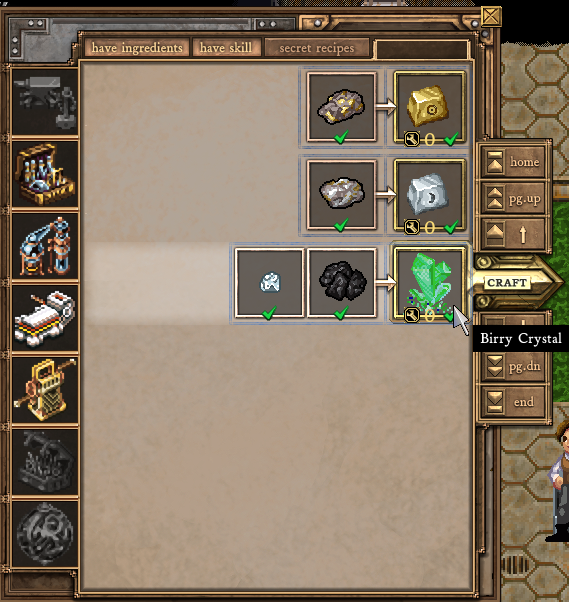 have ingredients
have skill
secret recipes
home
pg.up
0
0
CRAFT
0
Birry Crystal
pg.dn
end